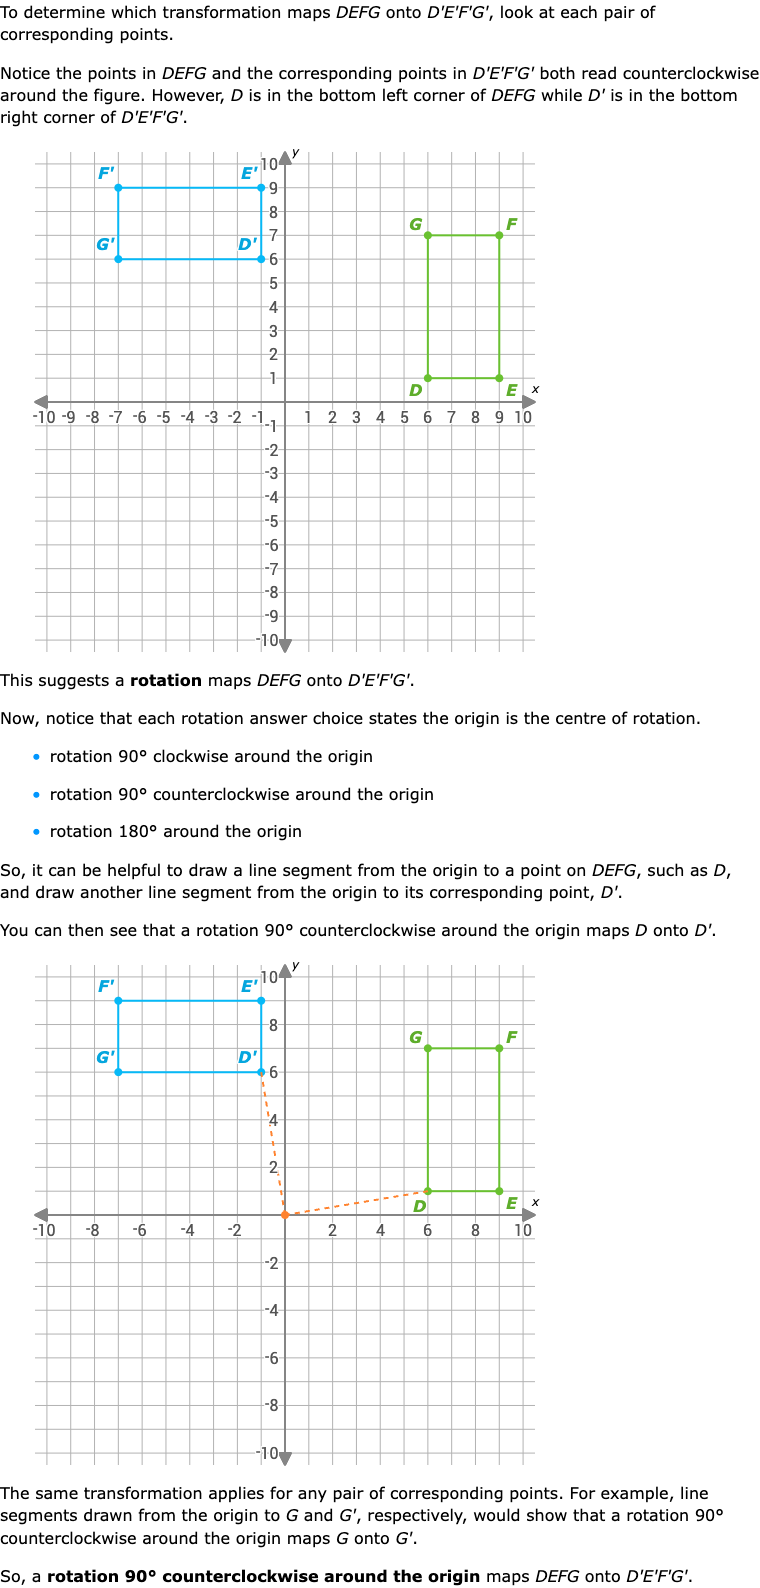 To determine which transformation maps DEFG onto D'E'F'G', look at each pair of
corresponding points.
Notice the points in DEFG and the corresponding points in D'E'F'G' both read counterclockwise
around the figure. However, D is in the bottom left corner of DEFG while D' is in the bottom
right corner of D'E'F'G'.
y
F' E' 10
9
8
G F
G' D' 7
6
5
4
3
2
1
D E x
-10 -9 -8 -7 -6 -5 -4 -3 -2 -1 1 2 3 4 5 6 7 8 9 10
-1
-2
-3
-4
-5
-6
-7
-8
-9
-10
This suggests a rotation maps DEFG onto D'E'F'G'.
Now, notice that each rotation answer choice states the origin is the centre of rotation.
• rotation 90° clockwise around the origin
• rotation 90° counterclockwise around the origin
• rotation 180° around the origin
So, it can be helpful to draw a line segment from the origin to a point on DEFG, such as D,
and draw another line segment from the origin to its corresponding point, D'.
You can then see that a rotation 90° counterclockwise around the origin maps D onto D'.
y
F' E' 10
8
G F
G' D'
6
4
2
D E x
-10 -8 -6 -4 -2 2 4 6 8 10
-2
-4
-6
-8
-10
The same transformation applies for any pair of corresponding points. For example, line
segments drawn from the origin to G and G', respectively, would show that a rotation 90°
counterclockwise around the origin maps G onto G'.
So, a rotation 90° counterclockwise around the origin maps DEFG onto D'E'F'G'.